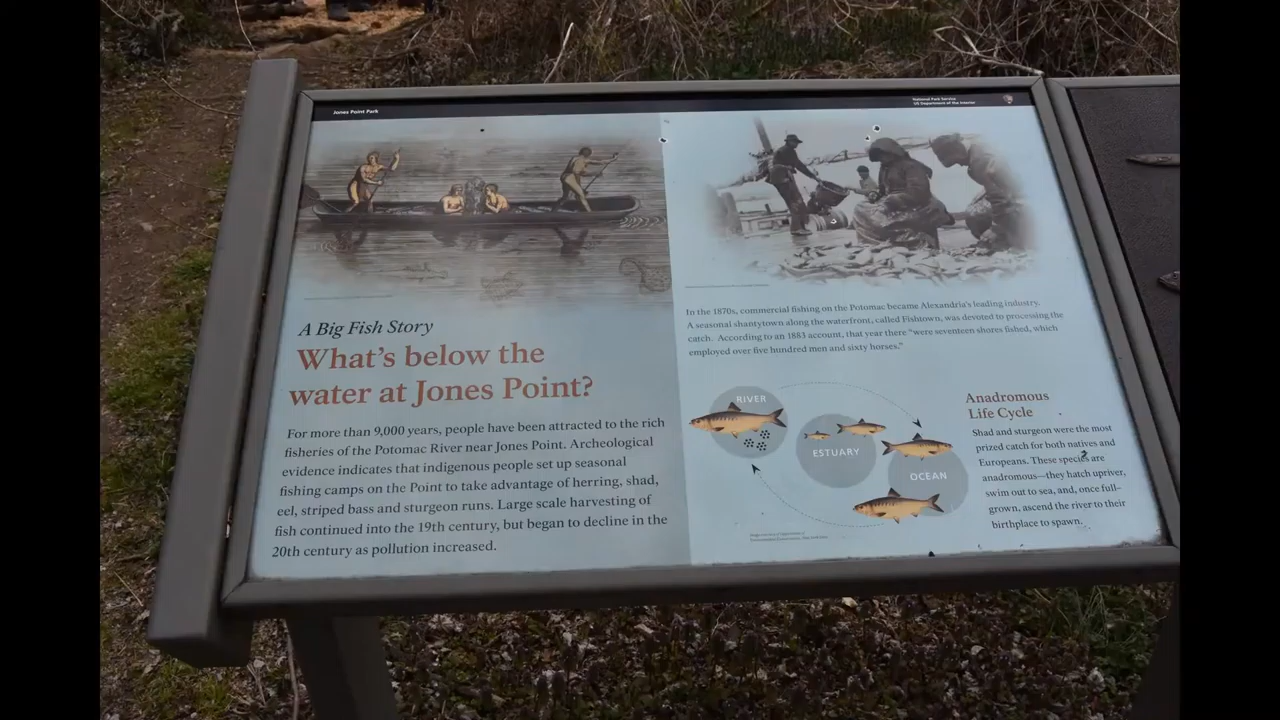 Jones Point Park
National Park Service
US Department of the Interior
A Big Fish Story
What's below the
water at Jones Point?
For more than 9,000 years, people have been attracted to the rich
fisheries of the Potomac River near Jones Point. Archeological
evidence indicates that indigenous people set up seasonal
fishing camps on the Point to take advantage of herring, shad,
eel, striped bass and sturgeon runs. Large scale harvesting of
fish continued into the 19th century, but began to decline in the
20th century as pollution increased.
In the 1870s, commercial fishing on the Potomac became Alexandria's leading industry.
A seasonal shantytown along the waterfront, called Fishtown, was devoted to processing the
catch. According to an 1883 account, that year there "were seventeen shores fished, which
employed over five hundred men and sixty horses."
RIVER
ESTUARY
OCEAN
Anadromous
Life Cycle
Shad and sturgeon were the most
prized catch for both natives and
Europeans. These species are
anadromous—they hatch upriver,
swim out to sea, and, once full-
grown, ascend the river to their
birthplace to spawn.